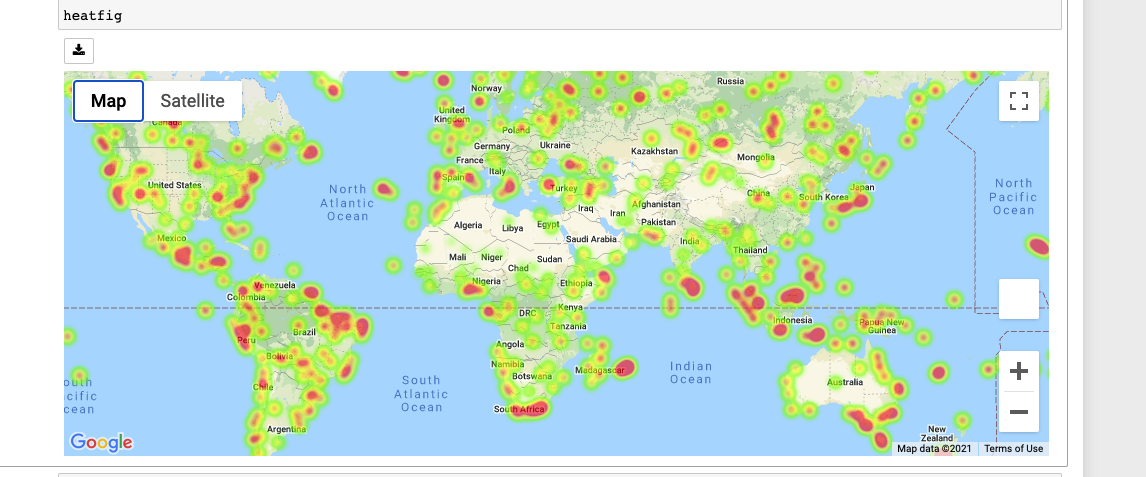 heatfig
Map
Satellite
Canada
Norway
Russia
United
Kingdom
Poland
Germany
Ukraine
Kazakhstan
Mongolia
France
Italy
Spain
Turkey
United States
North
Atlantic
Ocean
China
South Korea
Japan
North
Pacific
Ocean
Afghanistan
Iraq
Iran
Pakistan
Algeria
Libya
Egypt
Saudi Arabia
India
Thailand
Mexico
Mali
Niger
Chad
Sudan
Nigeria
Ethiopia
Venezuela
Colombia
Kenya
DRC
Tanzania
Indonesia
Papua New
Guinea
Peru
Brazil
Angola
Bolivia
Namibia
Botswana
Madagascar
Indian
Ocean
Australia
South
Atlantic
Ocean
Chile
outh
cific
cean
South Africa
Argentina
New
Zealand
Google
Map data ©2021
Terms of Use